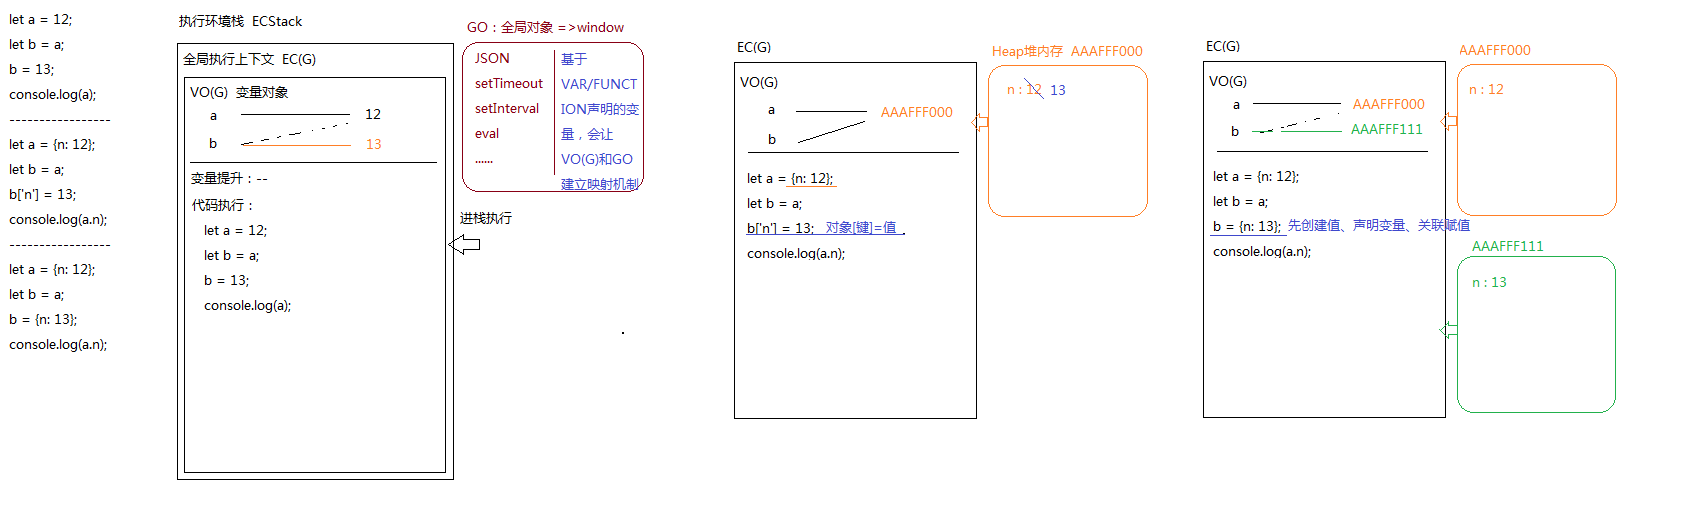 let a = 12;
let b = a;
b = 13;
console.log(a);
-----------------
let a = {n: 12};
let b = a;
b['n'] = 13;
console.log(a.n);
-----------------
let a = {n: 12};
let b = a;
b = {n: 13};
console.log(a.n);
执行环境栈 ECStack
全局执行上下文 EC(G)
VO(G) 变量对象
a 12
b 13
变量提升：--
代码执行：
let a = 12;
let b = a;
b = 13;
console.log(a);
GO：全局对象 =>window
JSON
setTimeout
setInterval
eval
......
基于
VAR/FUNCT
ION声明的变
量，会让
VO(G)和GO
建立映射机制
进栈执行
EC(G)
VO(G)
a
AAAFFF000
b
let a = {n: 12};
let b = a;
b['n'] = 13; 对象[键]=值
console.log(a.n);
Heap堆内存 AAAFFF000
n : 12 13
EC(G)
VO(G)
a AAAFFF000
b AAAFFF111
let a = {n: 12};
let b = a;
b = {n: 13}; 先创建值、声明变量、关联赋值
console.log(a.n);
AAAFFF000
n : 12
AAAFFF111
n : 13